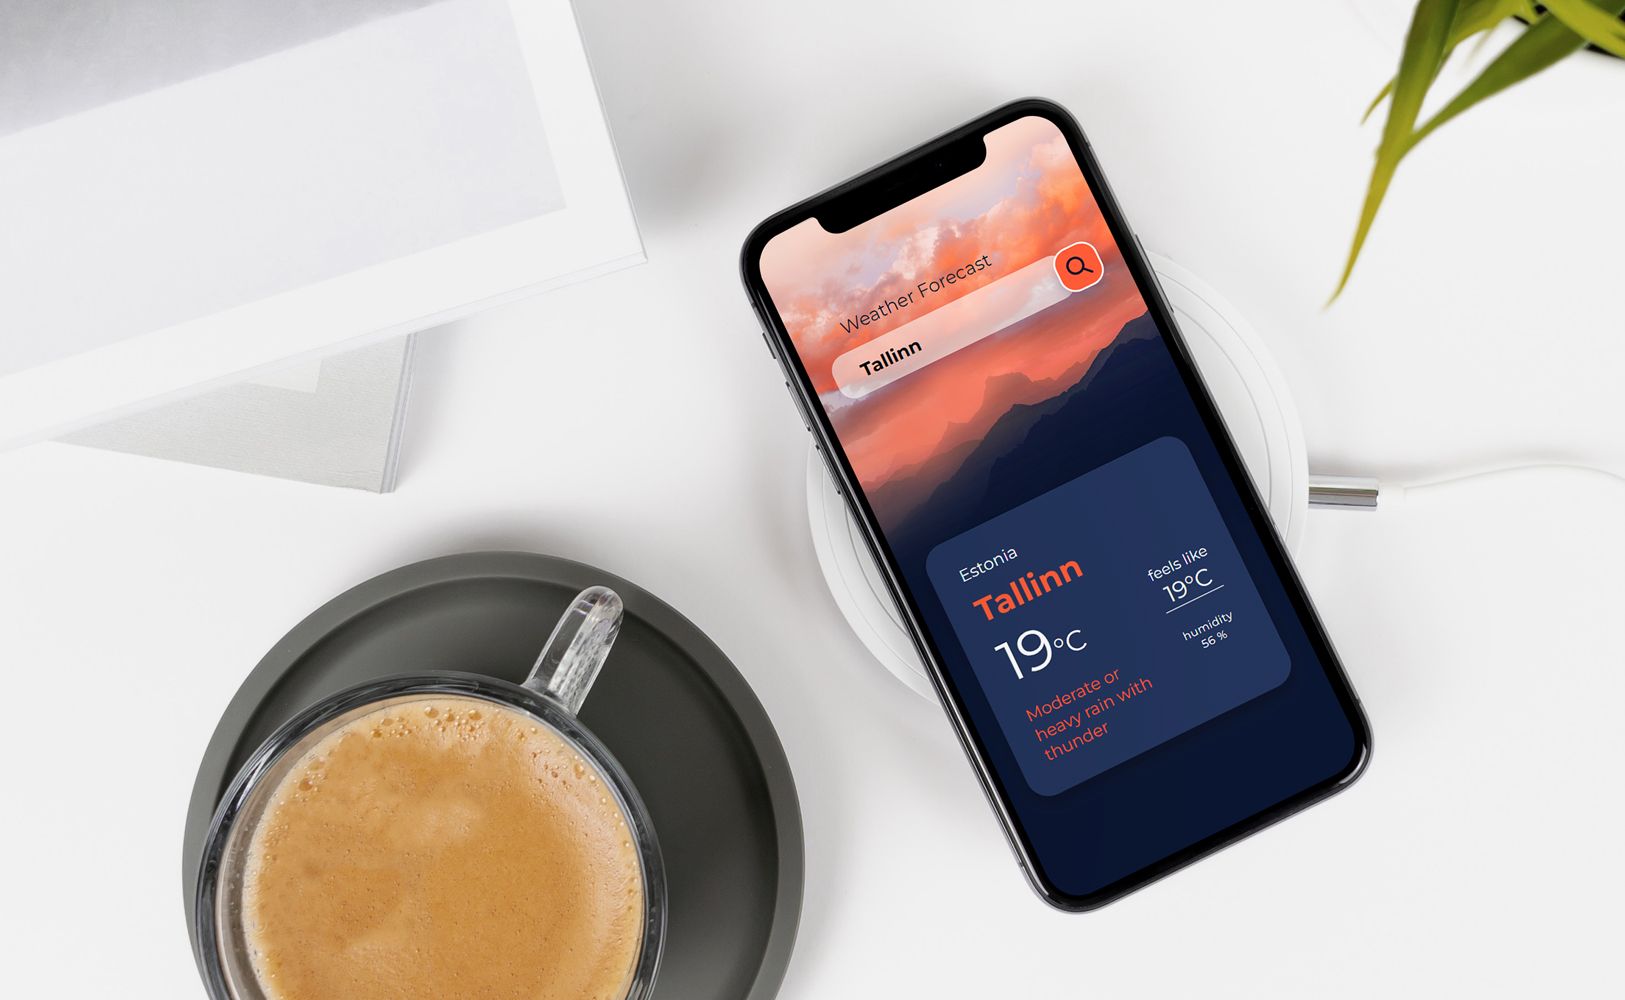 Weather Forecast
Tallinn
Estonia
Tallinn
19°C
Moderate or
heavy rain with
thunder
feels like
19°C
humidity
56 %